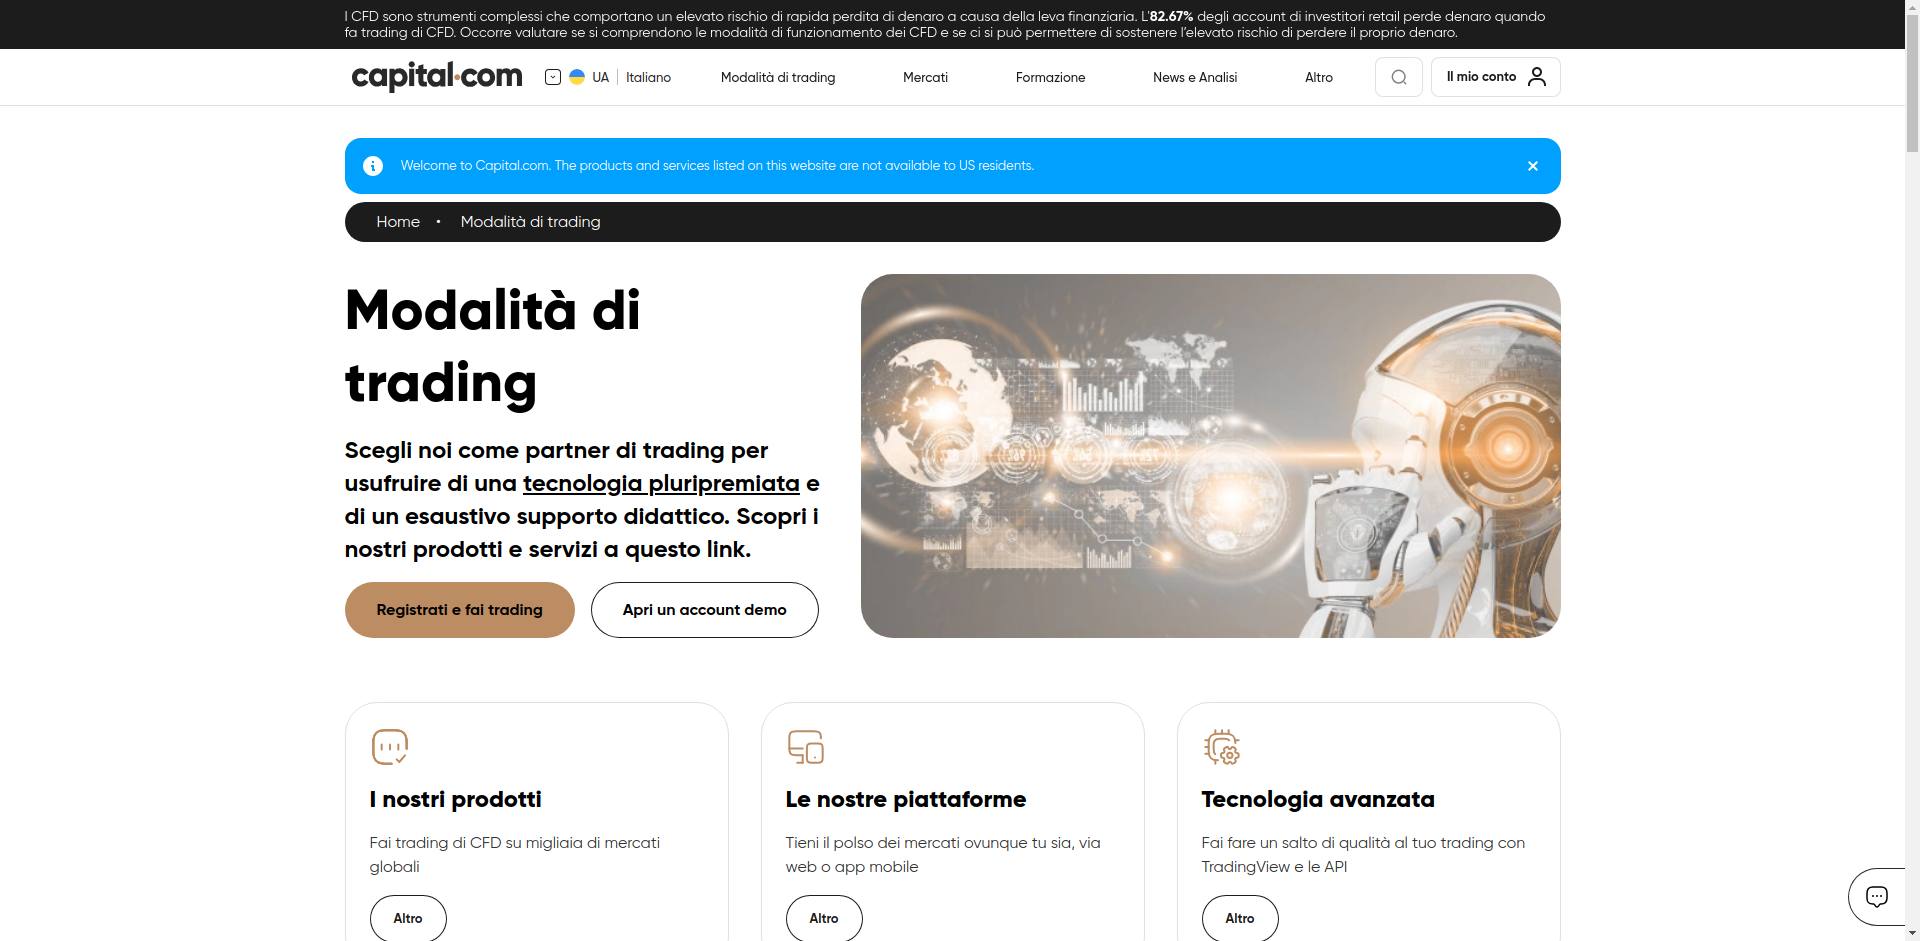 I CFD sono strumenti complessi che comportano un elevato rischio di rapida perdita di denaro a causa della leva finanziaria. L'82.67% degli account di investitori retail perde denaro quando
fa trading di CFD. Occorre valutare se si comprendono le modalità di funzionamento dei CFD e se ci si può permettere di sostenere l'elevato rischio di perdere il proprio denaro.
capital.com
UA | Italiano
Modalità di trading
Mercati
Formazione
News e Analisi
Altro
Il mio conto
Welcome to Capital.com. The products and services listed on this website are not available to US residents.
Home • Modalità di trading
Modalità di
trading
Scegli noi come partner di trading per
usufruire di una tecnologia pluripremiata e
di un esaustivo supporto didattico. Scopri i
nostri prodotti e servizi a questo link.
Registrati e fai trading
Apri un account demo
I nostri prodotti
Fai trading di CFD su migliaia di mercati
globali
Altro
Le nostre piattaforme
Tieni il polso dei mercati ovunque tu sia, via
web o app mobile
Altro
Tecnologia avanzata
Fai fare un salto di qualità al tuo trading con
TradingView e le API
Altro